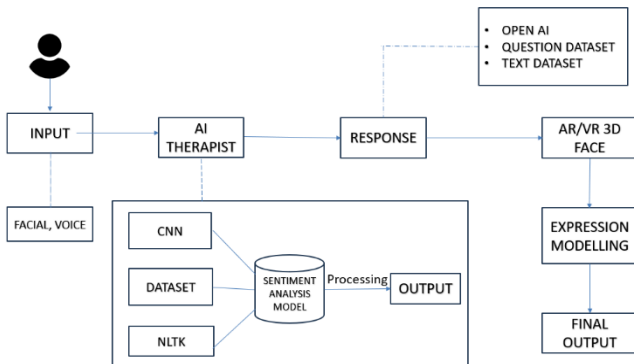 • OPEN AI
• QUESTION DATASET
• TEXT DATASET
INPUT
AI
THERAPIST
RESPONSE
AR/VR 3D
FACE
FACIAL, VOICE
CNN
DATASET
NLTK
SENTIMENT
ANALYSIS
MODEL
Processing
OUTPUT
EXPRESSION
MODELLING
FINAL
OUTPUT